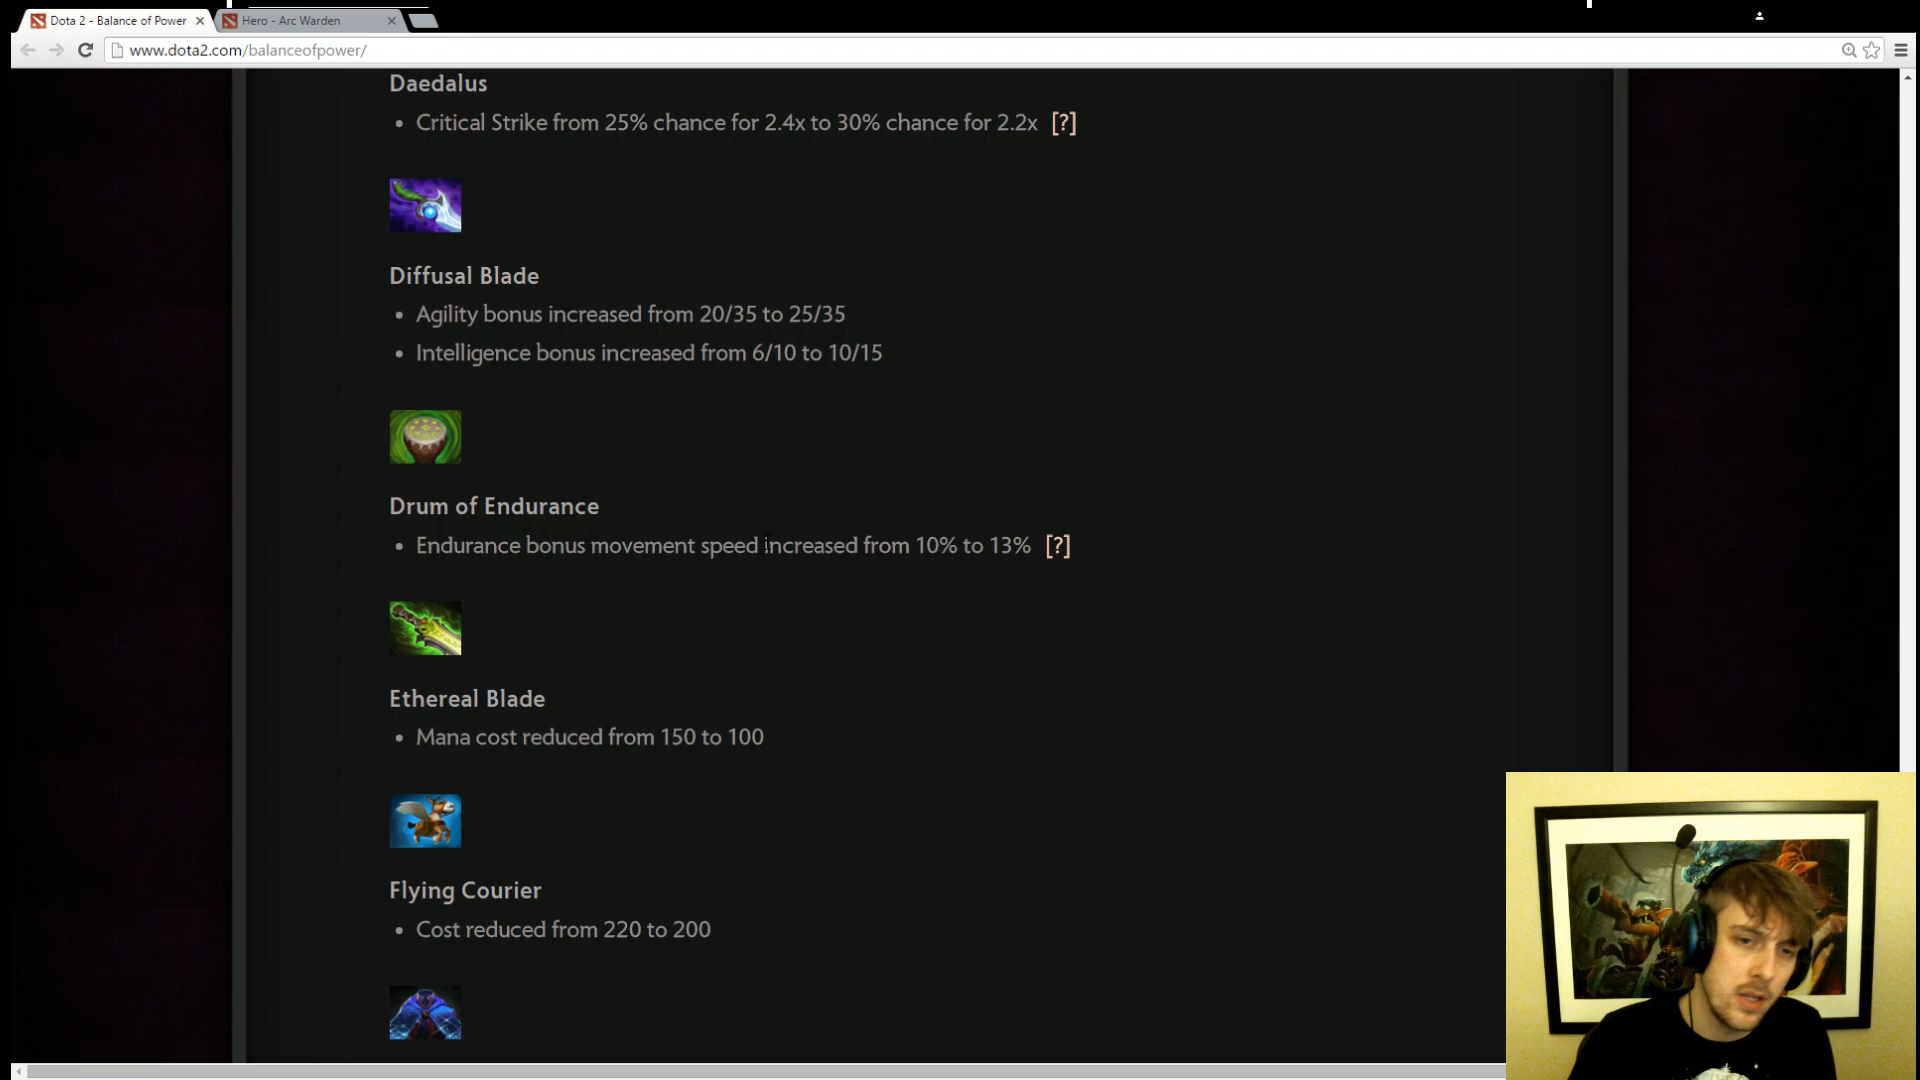 Dota 2 - Balance of Power
Hero - Arc Warden
www.dota2.com/balanceofpower/
Daedalus
• Critical Strike from 25% chance for 2.4x to 30% chance for 2.2x [?]
Diffusal Blade
• Agility bonus increased from 20/35 to 25/35
• Intelligence bonus increased from 6/10 to 10/15
Drum of Endurance
• Endurance bonus movement speed increased from 10% to 13% [?]
Ethereal Blade
• Mana cost reduced from 150 to 100
Flying Courier
• Cost reduced from 220 to 200